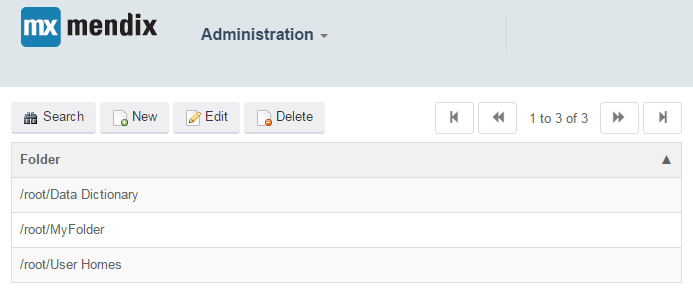 mx mendix
Administration
Search New Edit Delete 1 to 3 of 3
Folder
/root/Data Dictionary
/root/MyFolder
/root/User Homes